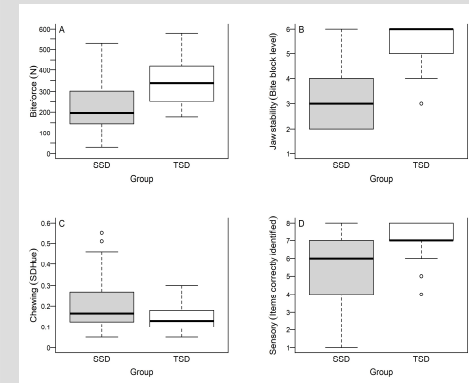 A
Biteforce (N)
600
500
400
300
200
100
0
SSD TSD
Group
B
Jaw stability (Bite block level)
6
5
4
3
2
1
SSD TSD
Group
C
Chewing (SDHue)
0.6
0.5
0.4
0.3
0.2
0.1
0
SSD TSD
Group
D
Sensory (Items correctly identified)
8
7
6
5
4
3
2
1
SSD TSD
Group